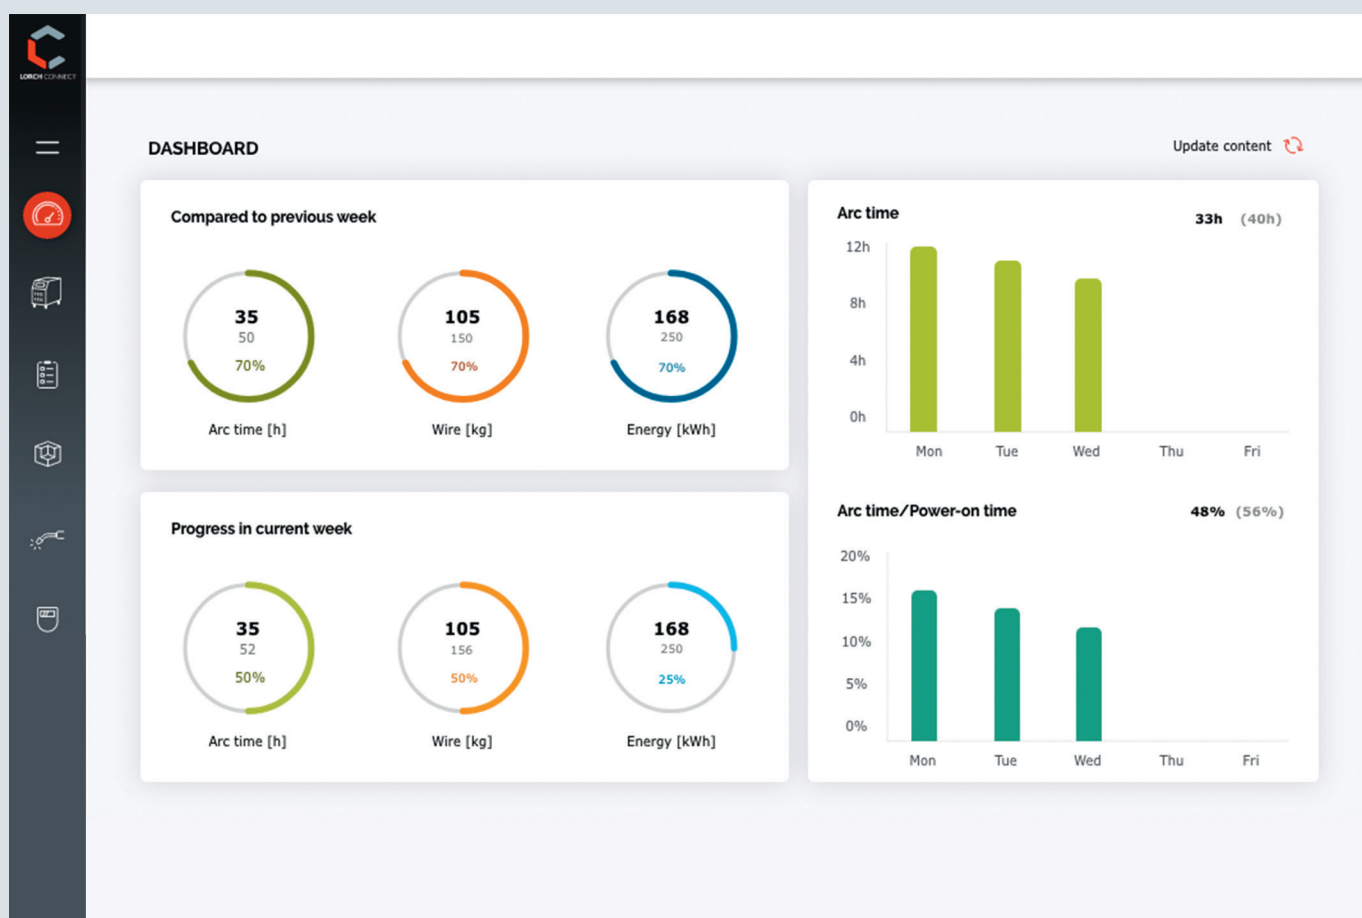 LORCH CONNECT
DASHBOARD
Update content
Compared to previous week
35
50
70%
Arc time [h]
105
150
70%
Wire [kg]
168
250
70%
Energy [kWh]
Progress in current week
35
52
50%
Arc time [h]
105
156
50%
Wire [kg]
168
250
25%
Energy [kWh]
Arc time
33h (40h)
12h
8h
4h
0h
Mon Tue Wed Thu Fri
Arc time/Power-on time
48% (56%)
20%
15%
10%
5%
0%
Mon Tue Wed Thu Fri